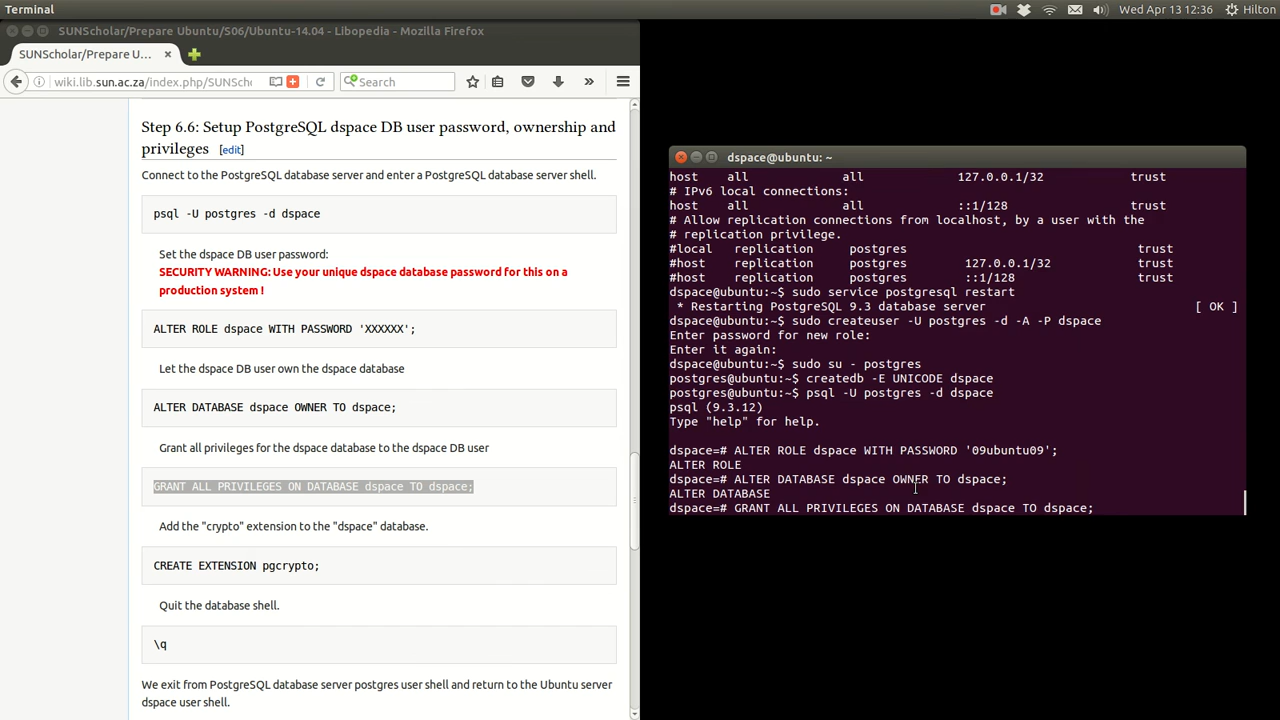 Terminal
Wed Apr 13 12:36 Hilton
SUNScholar/Prepare Ubuntu/S06/Ubuntu-14.04 - Libopedia - Mozilla Firefox
SUNScholar/Prepare U...
wiki.lib.sun.ac.za/index.php/SUNSch
Search
Step 6.6: Setup PostgreSQL dspace DB user password, ownership and
privileges [edit]
Connect to the PostgreSQL database server and enter a PostgreSQL database server shell.
psql -U postgres -d dspace
Set the dspace DB user password:
SECURITY WARNING: Use your unique dspace database password for this on a
production system !
ALTER ROLE dspace WITH PASSWORD 'XXXXXX';
Let the dspace DB user own the dspace database
ALTER DATABASE dspace OWNER TO dspace;
Grant all privileges for the dspace database to the dspace DB user
GRANT ALL PRIVILEGES ON DATABASE dspace TO dspace;
Add the "crypto" extension to the "dspace" database.
CREATE EXTENSION pgcrypto;
Quit the database shell.
\q
We exit from PostgreSQL database server postgres user shell and return to the Ubuntu server
dspace user shell.
dspace@ubuntu: ~
host all all 127.0.0.1/32 trust
# IPv6 local connections:
host all all ::1/128 trust
# Allow replication connections from localhost, by a user with the
# replication privilege.
#local replication postgres trust
#host replication postgres 127.0.0.1/32 trust
#host replication postgres ::1/128 trust
dspace@ubuntu:~$ sudo service postgresql restart
* Restarting PostgreSQL 9.3 database server [ OK ]
dspace@ubuntu:~$ sudo createuser -U postgres -d -A -P dspace
Enter password for new role:
Enter it again:
dspace@ubuntu:~$ sudo su - postgres
postgres@ubuntu:~$ createdb -E UNICODE dspace
postgres@ubuntu:~$ psql -U postgres -d dspace
psql (9.3.12)
Type "help" for help.
dspace=# ALTER ROLE dspace WITH PASSWORD '09ubuntu09';
ALTER ROLE
dspace=# ALTER DATABASE dspace OWNER TO dspace;
ALTER DATABASE
dspace=# GRANT ALL PRIVILEGES ON DATABASE dspace TO dspace;